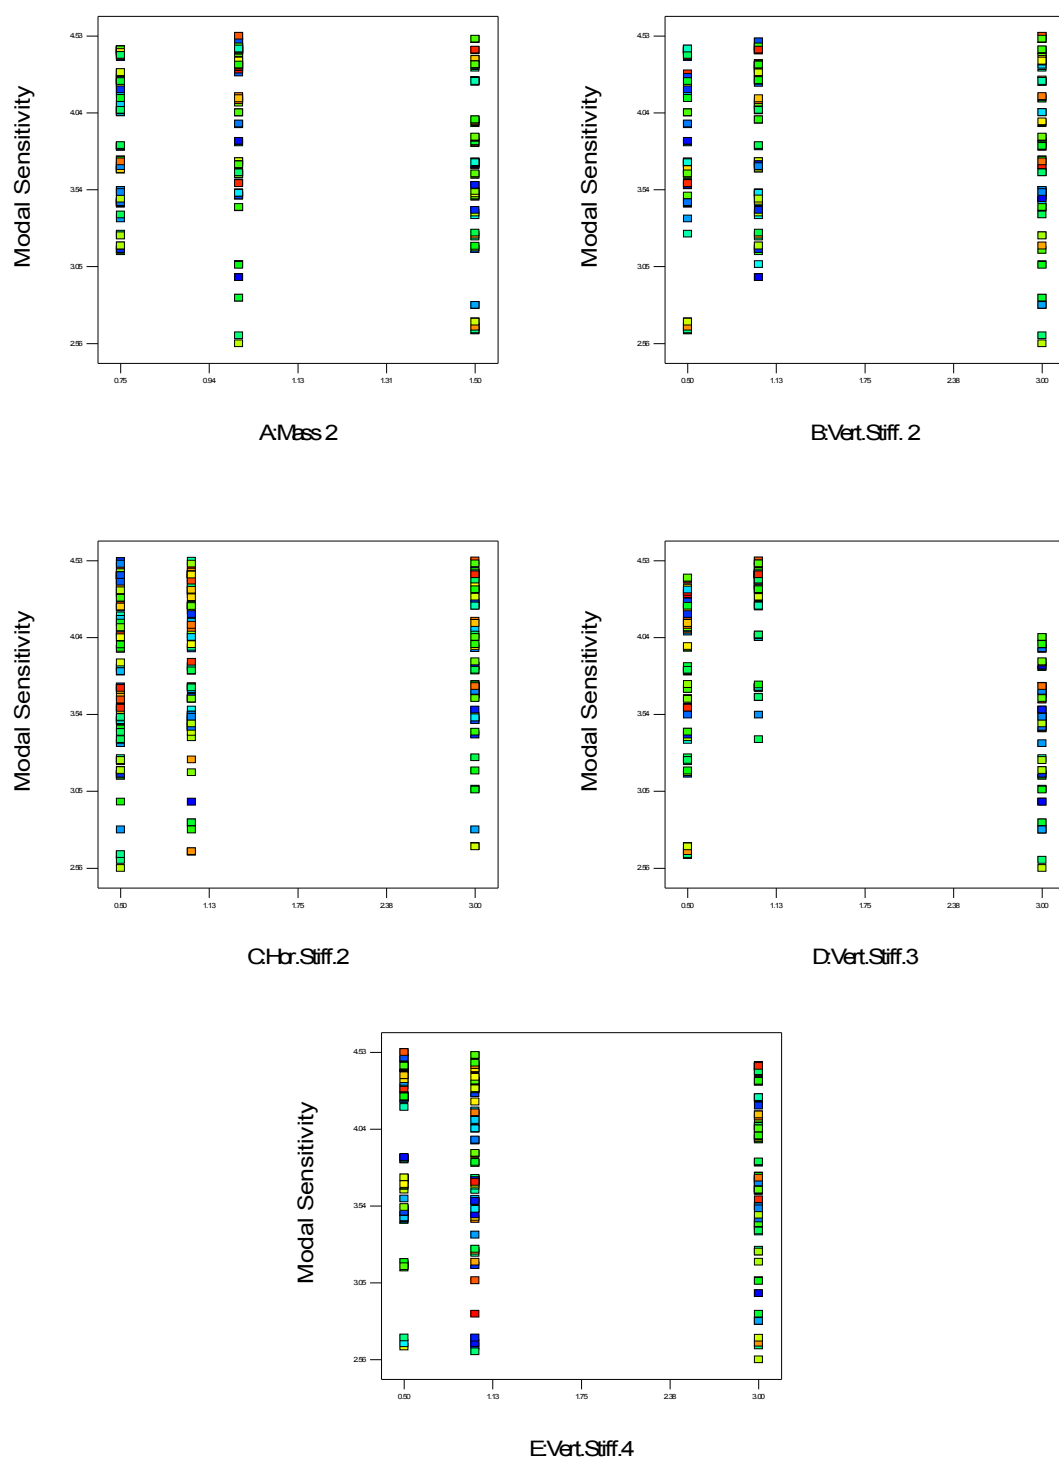 Modal Sensitivity
4.53
4.04
3.54
3.05
2.56
0.75 0.94 1.13 1.31 1.50
A:Mass 2
Modal Sensitivity
4.53
4.04
3.54
3.05
2.56
0.50 1.13 1.75 2.38 3.00
B:Vert.Stiff. 2
Modal Sensitivity
4.53
4.04
3.54
3.05
2.56
0.50 1.13 1.75 2.38 3.00
C:Hor.Stiff.2
Modal Sensitivity
4.53
4.04
3.54
3.05
2.56
0.50 1.13 1.75 2.38 3.00
D:Vert.Stiff.3
Modal Sensitivity
4.53
4.04
3.54
3.05
2.56
0.50 1.13 1.75 2.38 3.00
E:Vert.Stiff.4